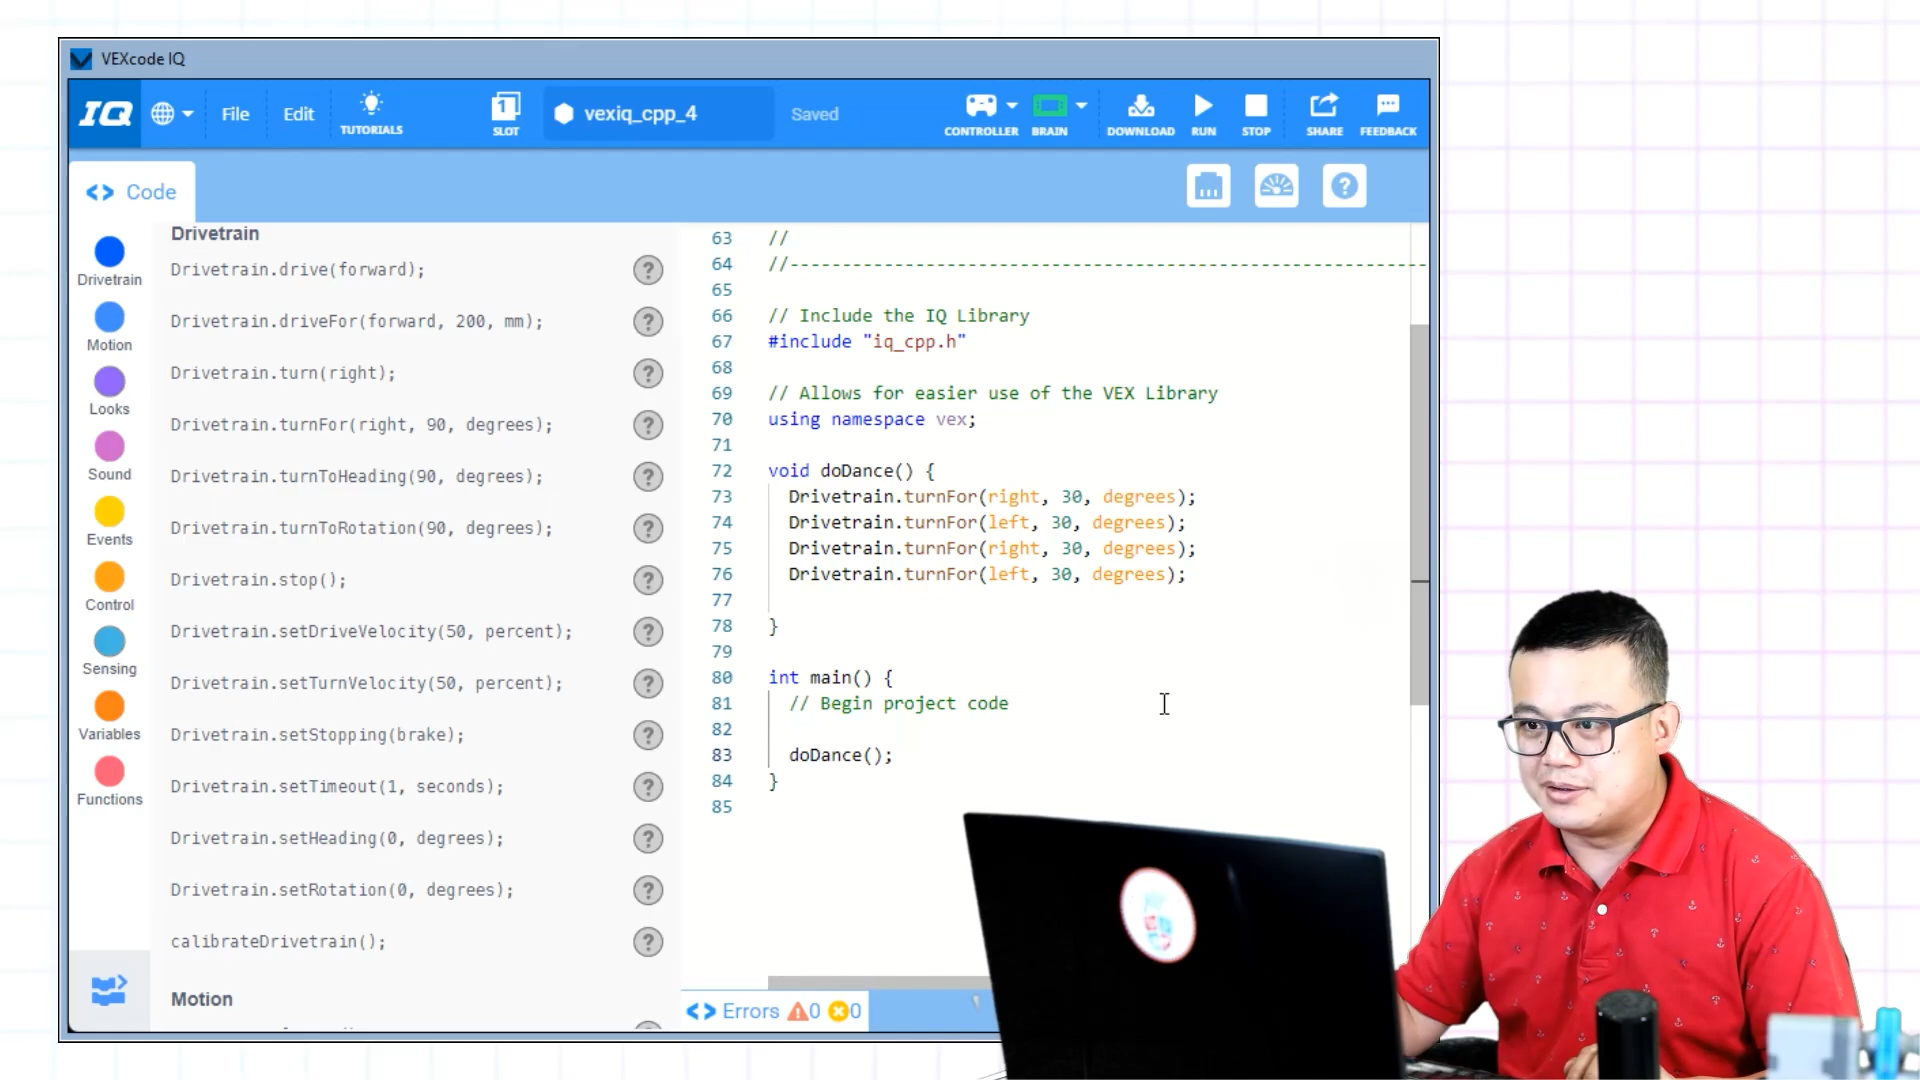 VEXcode IQ
IQ
File
Edit
TUTORIALS
1
SLOT
vexiq_cpp_4
Saved
CONTROLLER
BRAIN
DOWNLOAD
RUN
STOP
SHARE
FEEDBACK
<> Code
?
Drivetrain
Motion
Looks
Sound
Events
Control
Sensing
Variables
Functions
Drivetrain
Drivetrain.drive(forward); ?
Drivetrain.driveFor(forward, 200, mm); ?
Drivetrain.turn(right); ?
Drivetrain.turnFor(right, 90, degrees); ?
Drivetrain.turnToHeading(90, degrees); ?
Drivetrain.turnToRotation(90, degrees); ?
Drivetrain.stop(); ?
Drivetrain.setDriveVelocity(50, percent); ?
Drivetrain.setTurnVelocity(50, percent); ?
Drivetrain.setStopping(brake); ?
Drivetrain.setTimeout(1, seconds); ?
Drivetrain.setHeading(0, degrees); ?
Drivetrain.setRotation(0, degrees); ?
calibrateDrivetrain(); ?
Motion
63 //
64 //-------------------------------------------------------------
65
66 // Include the IQ Library
67 #include "iq_cpp.h"
68
69 // Allows for easier use of the VEX Library
70 using namespace vex;
71
72 void doDance() {
73 Drivetrain.turnFor(right, 30, degrees);
74 Drivetrain.turnFor(left, 30, degrees);
75 Drivetrain.turnFor(right, 30, degrees);
76 Drivetrain.turnFor(left, 30, degrees);
77
78 }
79
80 int main() {
81 // Begin project code
82
83 doDance();
84 }
85
<> Errors 0 0